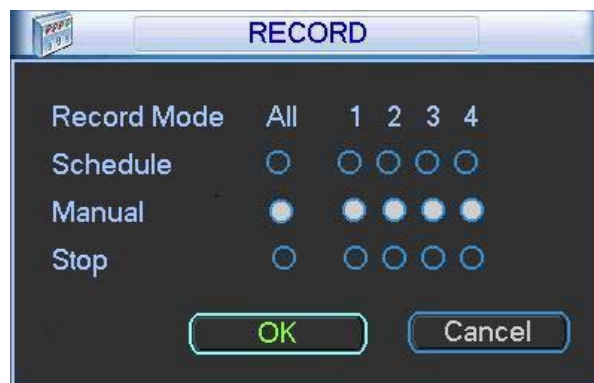 RECORD
Record Mode All 1 2 3 4
Schedule
Manual
Stop
OK Cancel